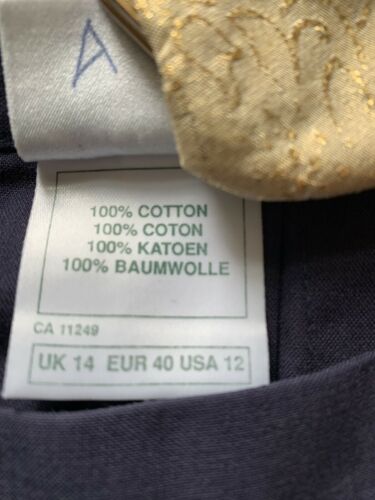 A
100% COTTON
100% COTON
100% KATOEN
100% BAUMWOLLE
CA 11249
UK 14 EUR 40 USA 12